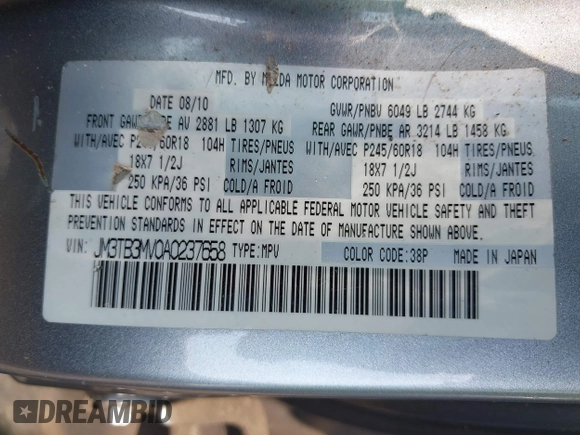 MFD. BY MAZDA MOTOR CORPORATION
DATE 08/10 GVWR/PNBV 6049 LB 2744 KG
FRONT AV 2881 LB 1307 KG REAR GAWR/PNBE AR 3214 LB 1458 KG
WITH/AVEC 104H TIRES/PNEUS WITH/AVEC P245/60R18 104H TIRES/PNEUS
18X7 1/2J RIMS/JANTES 18X7 1/2J RIMS/JANTES
250 KPA/36 PSI COLD/A FROID 250 KPA/36 PSI COLD/A FROID
THIS VEHICLE CONFORMS TO ALL APPLICABLE FEDERAL MOTOR VEHICLE SAFETY AND THEFT
PREVENTION STANDARDS IN EFFECT ON THE DATE OF MANUFACTURE SHOWN ABOVE.
VIN: JM3TB3MV0A0237658 TYPE:MPV COLOR CODE:38P MADE IN JAPAN
DREAMBID